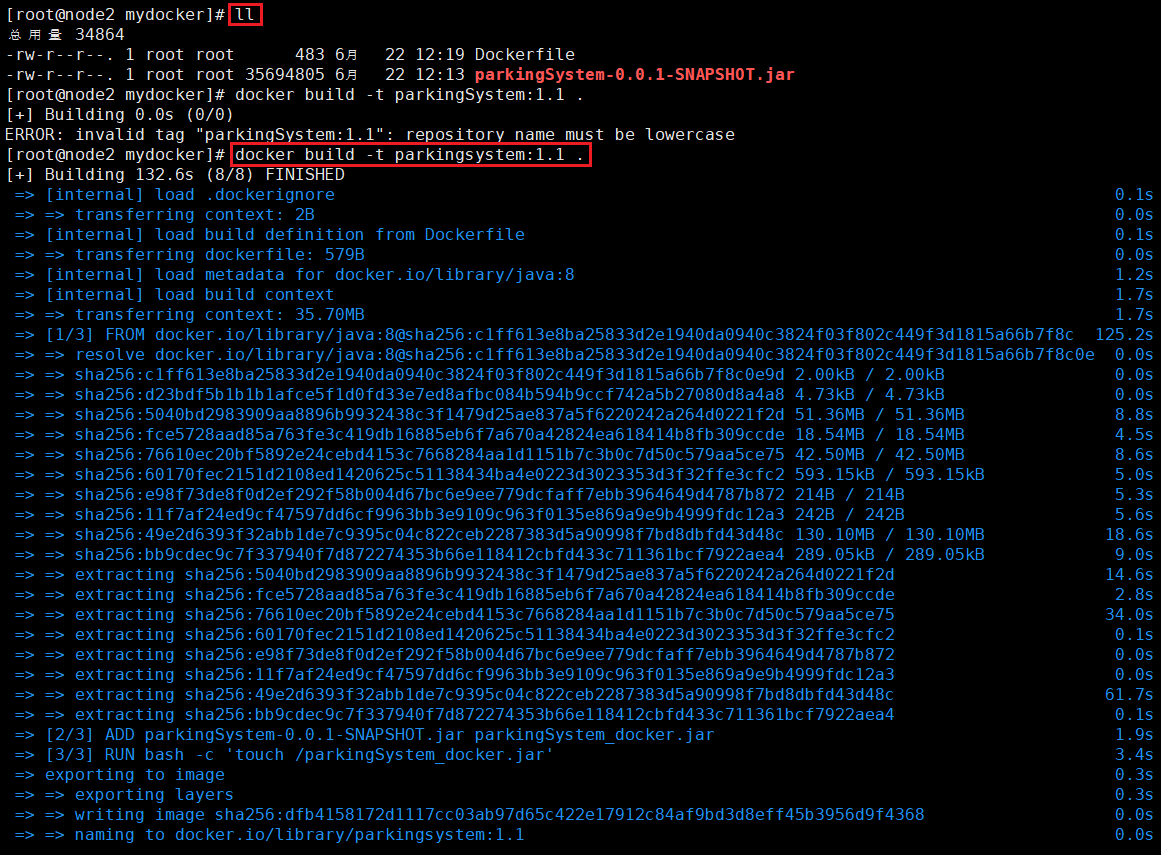 [root@node2 mydocker]# ll
总用量 34864
-rw-r--r--. 1 root root      483 6月   22 12:19 Dockerfile
-rw-r--r--. 1 root root 35694805 6月   22 12:13 parkingSystem-0.0.1-SNAPSHOT.jar
[root@node2 mydocker]# docker build -t parkingSystem:1.1 .
[+] Building 0.0s (0/0)
ERROR: invalid tag "parkingSystem:1.1": repository name must be lowercase
[root@node2 mydocker]# docker build -t parkingsystem:1.1 .
[+] Building 132.6s (8/8) FINISHED
 => [internal] load .dockerignore 0.1s
 => => transferring context: 2B 0.0s
 => [internal] load build definition from Dockerfile 0.1s
 => => transferring dockerfile: 579B 0.0s
 => [internal] load metadata for docker.io/library/java:8 1.2s
 => [internal] load build context 1.7s
 => => transferring context: 35.70MB 1.7s
 => [1/3] FROM docker.io/library/java:8@sha256:c1ff613e8ba25833d2e1940da0940c3824f03f802c449f3d1815a66b7f8c 125.2s
 => => resolve docker.io/library/java:8@sha256:c1ff613e8ba25833d2e1940da0940c3824f03f802c449f3d1815a66b7f8c0e 0.0s
 => => sha256:c1ff613e8ba25833d2e1940da0940c3824f03f802c449f3d1815a66b7f8c0e9d 2.00kB / 2.00kB 0.0s
 => => sha256:d23bdf5b1b1b1afce5f1d0fd33e7ed8afbc084b594b9ccf742a5b27080d8a4a8 4.73kB / 4.73kB 0.0s
 => => sha256:5040bd2983909aa8896b9932438c3f1479d25ae837a5f6220242a264d0221f2d 51.36MB / 51.36MB 8.8s
 => => sha256:fce5728aad85a763fe3c419db16885eb6f7a670a42824ea618414b8fb309ccde 18.54MB / 18.54MB 4.5s
 => => sha256:76610ec20bf5892e24cebd4153c7668284aa1d1151b7c3b0c7d50c579aa5ce75 42.50MB / 42.50MB 8.6s
 => => sha256:60170fec2151d2108ed1420625c51138434ba4e0223d3023353d3f32ffe3cfc2 593.15kB / 593.15kB 5.0s
 => => sha256:e98f73de8f0d2ef292f58b004d67bc6e9ee779dcfaff7ebb3964649d4787b872 214B / 214B 5.3s
 => => sha256:11f7af24ed9cf47597dd6cf9963bb3e9109c963f0135e869a9e9b4999fdc12a3 242B / 242B 5.6s
 => => sha256:49e2d6393f32abb1de7c9395c04c822ceb2287383d5a90998f7bd8dbfd43d48c 130.10MB / 130.10MB 18.6s
 => => sha256:bb9cdec9c7f337940f7d872274353b66e118412cbfd433c711361bcf7922aea4 289.05kB / 289.05kB 9.0s
 => => extracting sha256:5040bd2983909aa8896b9932438c3f1479d25ae837a5f6220242a264d0221f2d 14.6s
 => => extracting sha256:fce5728aad85a763fe3c419db16885eb6f7a670a42824ea618414b8fb309ccde 2.8s
 => => extracting sha256:76610ec20bf5892e24cebd4153c7668284aa1d1151b7c3b0c7d50c579aa5ce75 34.0s
 => => extracting sha256:60170fec2151d2108ed1420625c51138434ba4e0223d3023353d3f32ffe3cfc2 0.1s
 => => extracting sha256:e98f73de8f0d2ef292f58b004d67bc6e9ee779dcfaff7ebb3964649d4787b872 0.0s
 => => extracting sha256:11f7af24ed9cf47597dd6cf9963bb3e9109c963f0135e869a9e9b4999fdc12a3 0.0s
 => => extracting sha256:49e2d6393f32abb1de7c9395c04c822ceb2287383d5a90998f7bd8dbfd43d48c 61.7s
 => => extracting sha256:bb9cdec9c7f337940f7d872274353b66e118412cbfd433c711361bcf7922aea4 0.1s
 => [2/3] ADD parkingSystem-0.0.1-SNAPSHOT.jar parkingSystem_docker.jar 1.9s
 => [3/3] RUN bash -c 'touch /parkingSystem_docker.jar' 3.4s
 => exporting to image 0.3s
 => => exporting layers 0.3s
 => => writing image sha256:dfb4158172d1117cc03ab97d65c422e17912c84af9bd3d8eff45b3956d9f4368 0.0s
 => => naming to docker.io/library/parkingsystem:1.1 0.0s